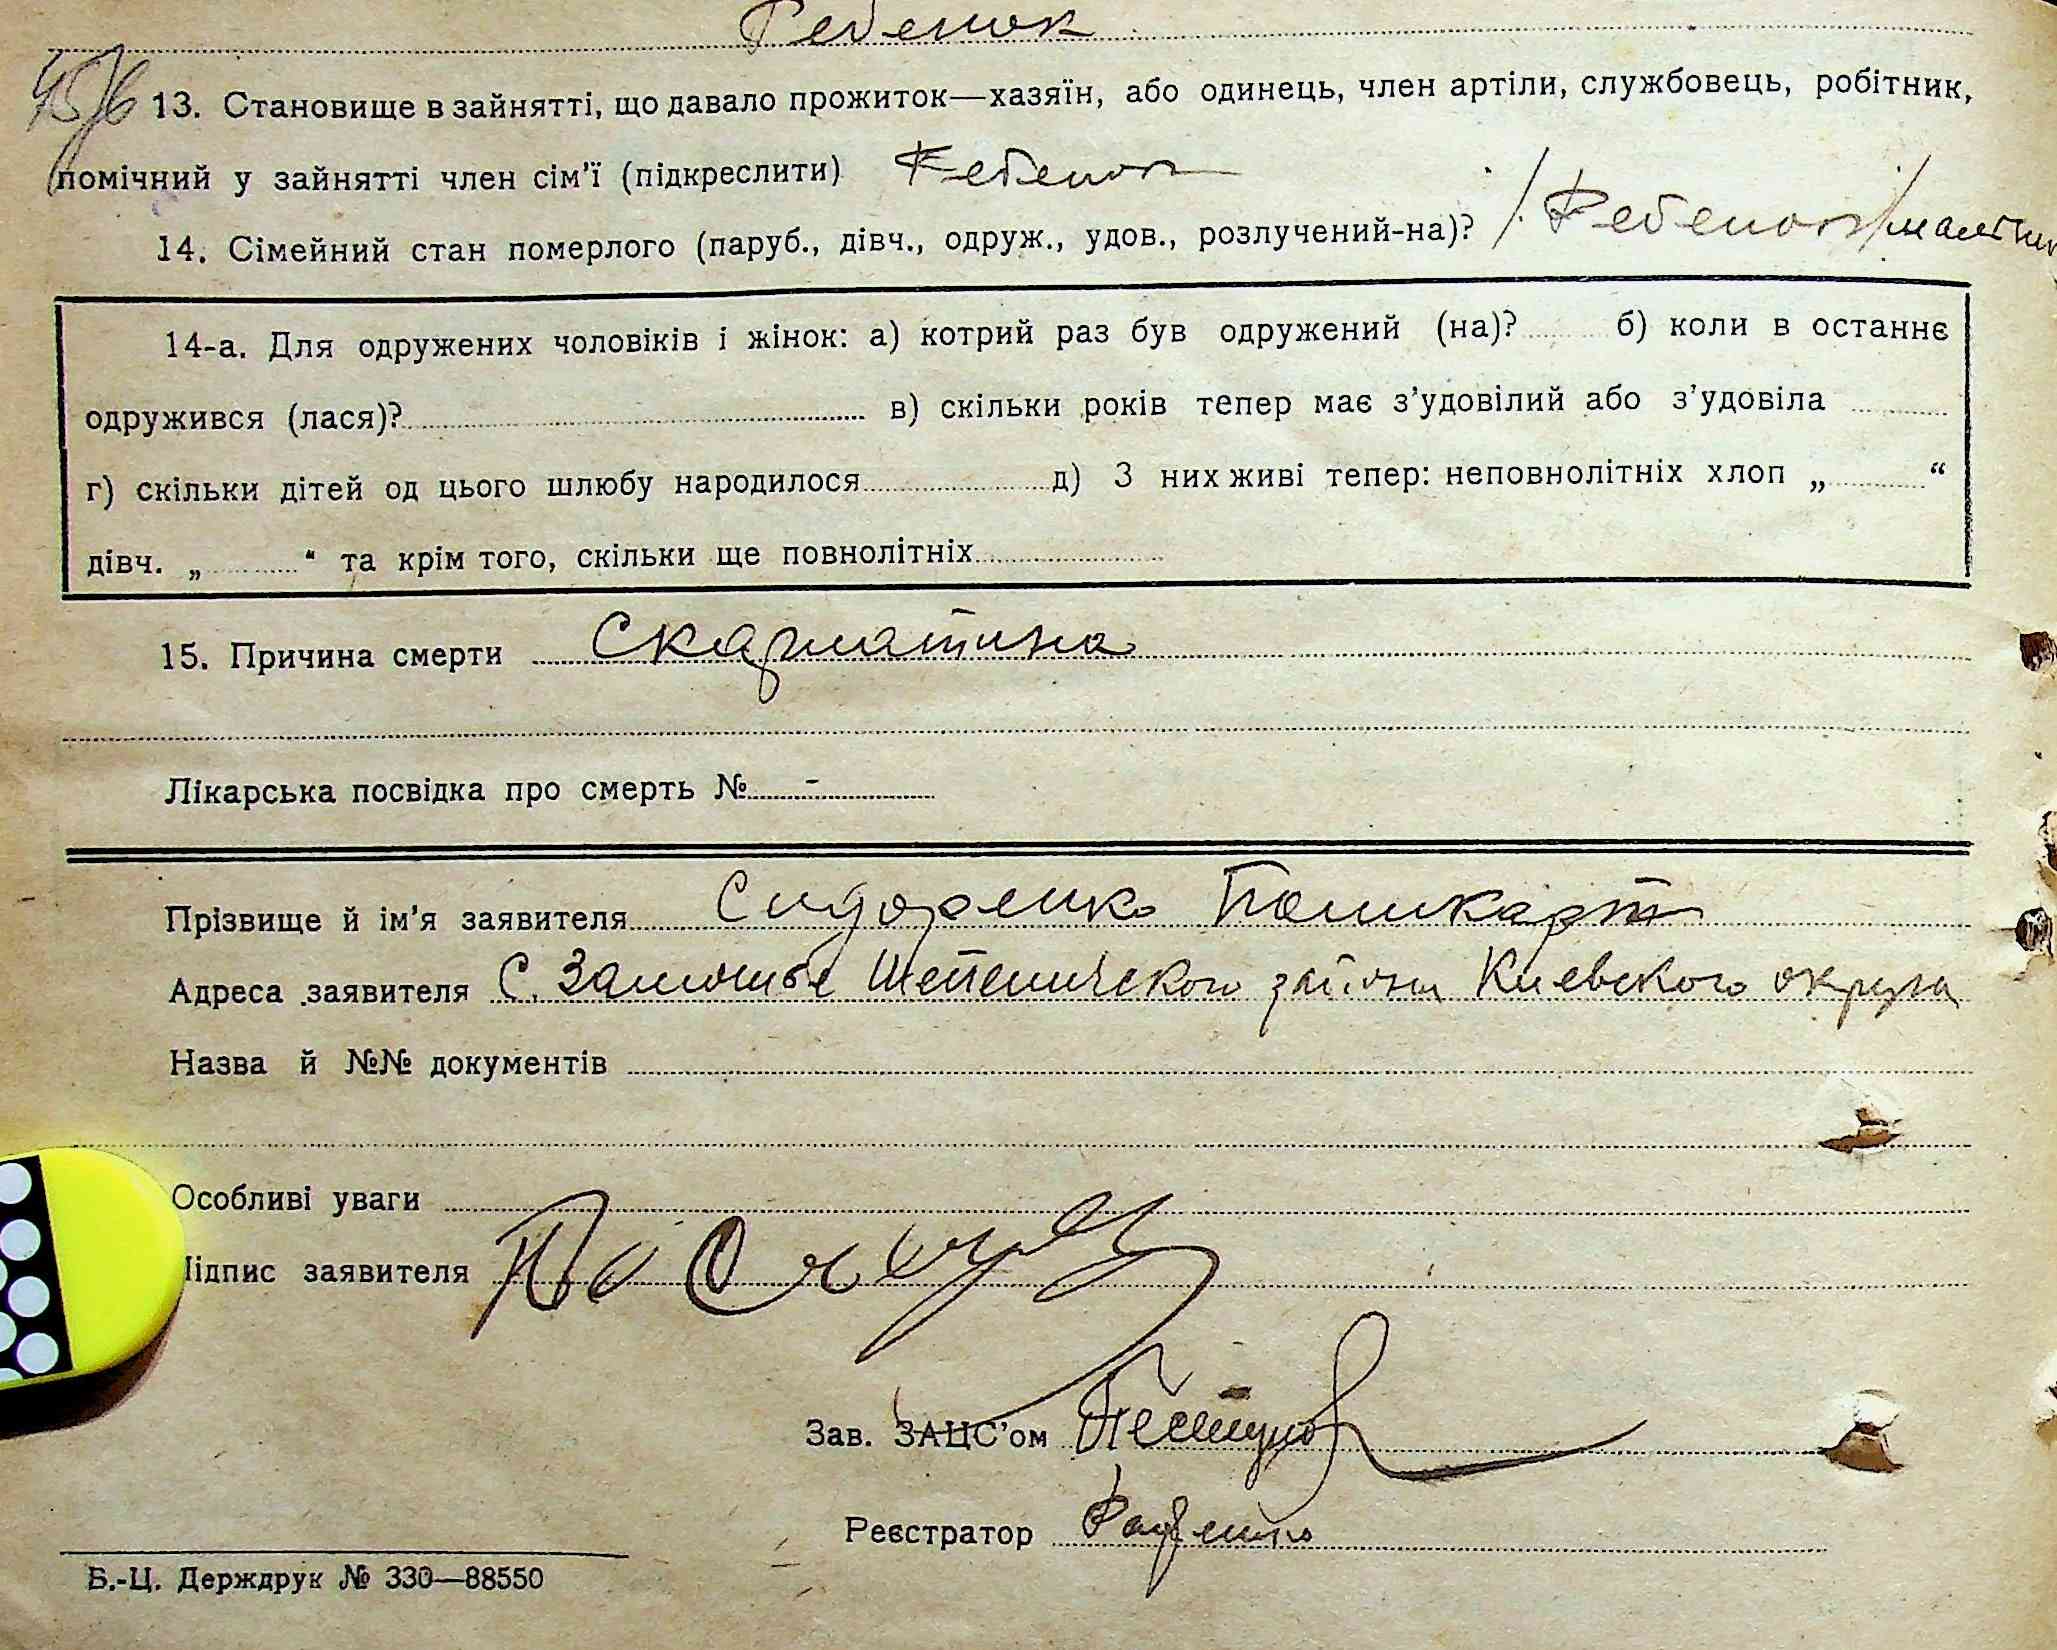 Ребенок
13. Становище в зайнятті, що давало прожиток—хазяїн, або одинець, член артіли, службовець, робітник,
помічний у зайнятті член сім'ї (підкреслити) Ребенок
14. Сімейний стан померлого (паруб., дівч., одруж., удов., розлучений-на)? /Ребенок/
14-а. Для одружених чоловіків і жінок: а) котрий раз був одружений (на)? б) коли в останнє
одружився (лася)? в) скільки років тепер має з'удовілий або з'удовіла
г) скільки дітей од цього шлюбу народилося д) З них живі тепер: неповнолітніх хлоп „ “
дівч. „ “ та крім того, скільки ще повнолітніх
15. Причина смерти Скарлатина
Лікарська посвідка про смерть № -
Прізвище й ім'я заявителя Сидоренко
Адреса заявителя С. Замошье Шепеличского района Киевского округа
Назва й №№ документів
Особливі уваги
Підпис заявителя
Зав. ЗАЦС'ом
Реєстратор
Б.-Ц. Держдрук № 330—88550